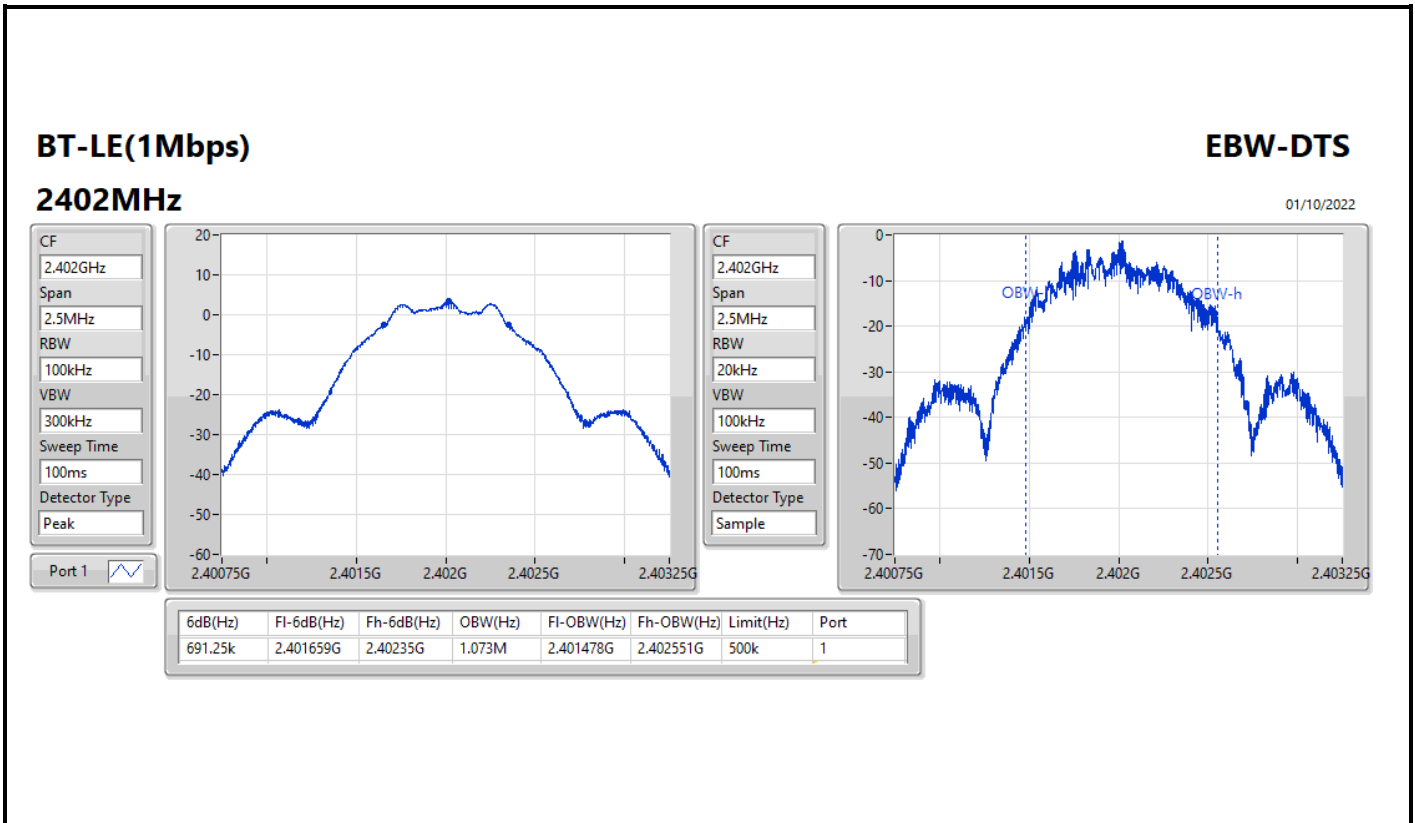 BT-LE(1Mbps)
EBW-DTS
2402MHz
01/10/2022
CF
2.402GHz
Span
2.5MHz
RBW
100kHz
VBW
300kHz
Sweep Time
100ms
Detector Type
Peak
Port 1
20
10
0
-10
-20
-30
-40
-50
-60
2.40075G 2.4015G 2.402G 2.4025G 2.40325G
CF
2.402GHz
Span
2.5MHz
RBW
20kHz
VBW
100kHz
Sweep Time
100ms
Detector Type
Sample
0
-10
-20
-30
-40
-50
-60
-70
OBW-h
2.40075G 2.4015G 2.402G 2.4025G 2.40325G
6dB(Hz) Fl-6dB(Hz) Fh-6dB(Hz) OBW(Hz) Fl-OBW(Hz) Fh-OBW(Hz) Limit(Hz) Port
691.25k 2.401659G 2.40235G 1.073M 2.401478G 2.402551G 500k 1